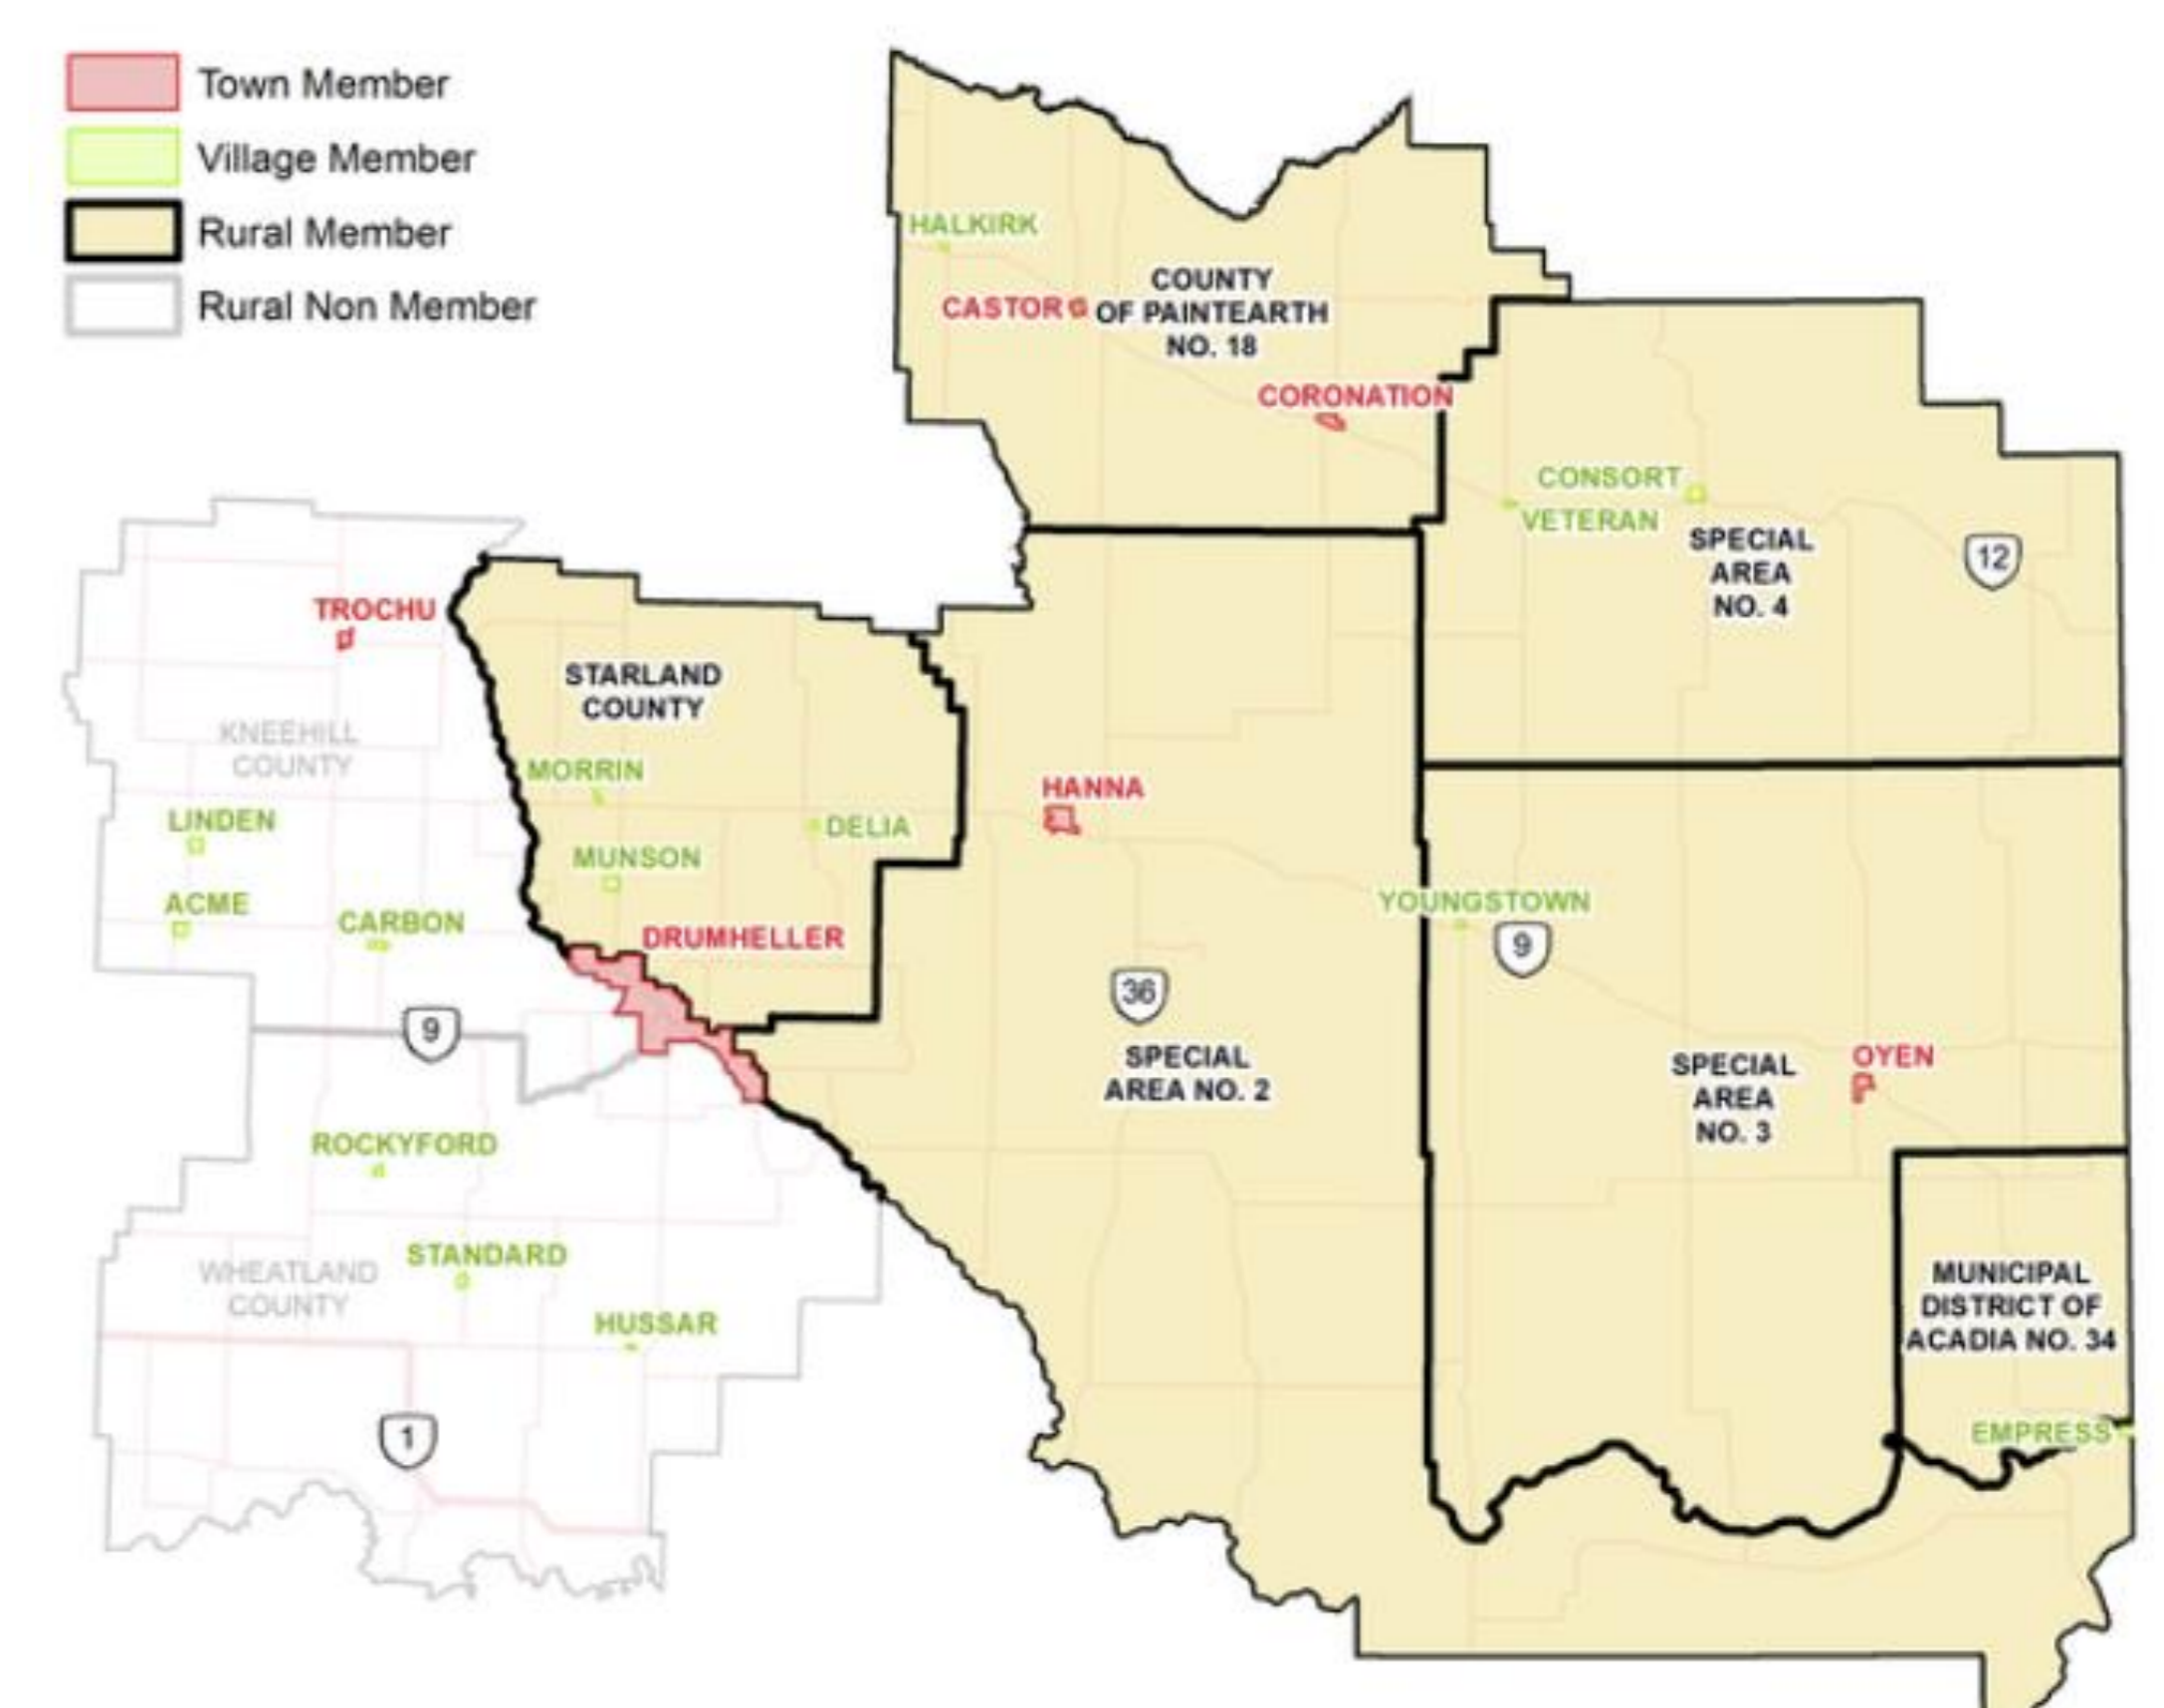 Town Member
Village Member
Rural Member
Rural Non Member
HALKIRK
CASTOR
COUNTY
OF PAINTEARTH
NO. 18
CORONATION
CONSORT
VETERAN
SPECIAL
AREA
NO. 4
12
TROCHU
STARLAND
COUNTY
KNEEHILL
COUNTY
MORRIN
HANNA
LINDEN
DELIA
MUNSON
ACME
CARBON
DRUMHELLER
YOUNGSTOWN
9
36
9
SPECIAL
AREA NO. 2
SPECIAL
AREA
NO. 3
OYEN
ROCKYFORD
STANDARD
WHEATLAND
COUNTY
HUSSAR
MUNICIPAL
DISTRICT OF
ACADIA NO. 34
1
EMPRESS